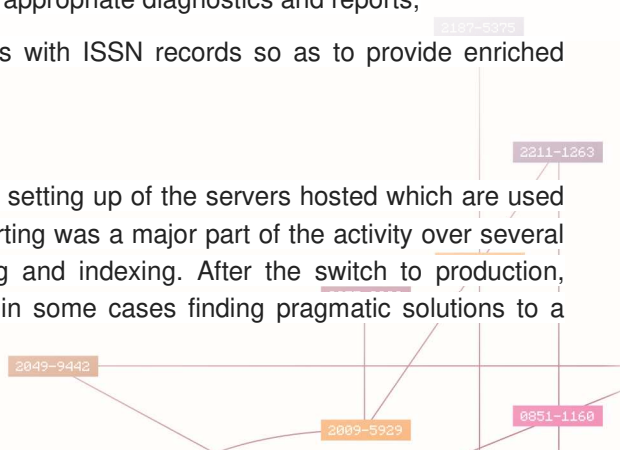 appropriate diagnostics and reports;
2187-5375
s with ISSN records so as to provide enriched
2211-1263
setting up of the servers hosted which are used
rting was a major part of the activity over several
g and indexing. After the switch to production,
in some cases finding pragmatic solutions to a
2049-9442
0851-1160
2009-5929